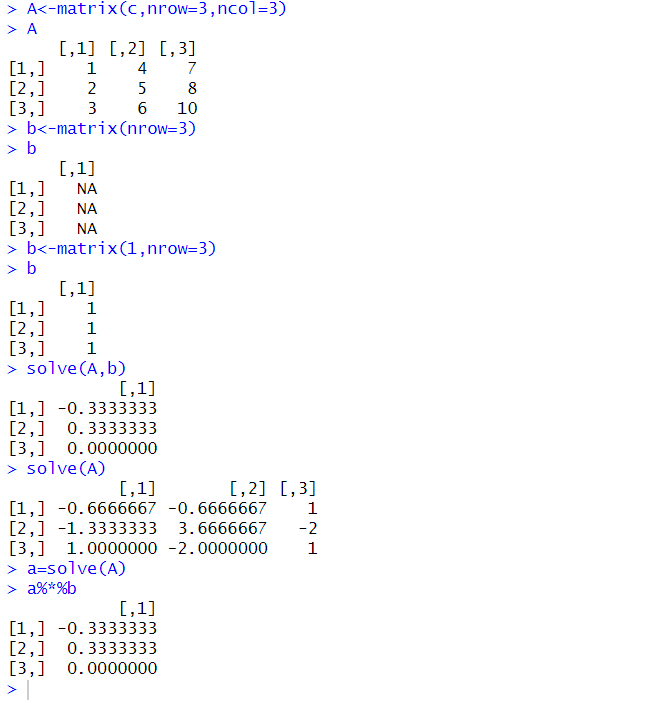 > A<-matrix(c,nrow=3,ncol=3)
> A
     [,1] [,2] [,3]
[1,]    1    4    7
[2,]    2    5    8
[3,]    3    6   10
> b<-matrix(nrow=3)
> b
     [,1]
[1,]   NA
[2,]   NA
[3,]   NA
> b<-matrix(1,nrow=3)
> b
     [,1]
[1,]    1
[2,]    1
[3,]    1
> solve(A,b)
           [,1]
[1,] -0.3333333
[2,]  0.3333333
[3,]  0.0000000
> solve(A)
           [,1]       [,2] [,3]
[1,] -0.6666667 -0.6666667    1
[2,] -1.3333333  3.6666667   -2
[3,]  1.0000000 -2.0000000    1
> a=solve(A)
> a%*%b
           [,1]
[1,] -0.3333333
[2,]  0.3333333
[3,]  0.0000000
>